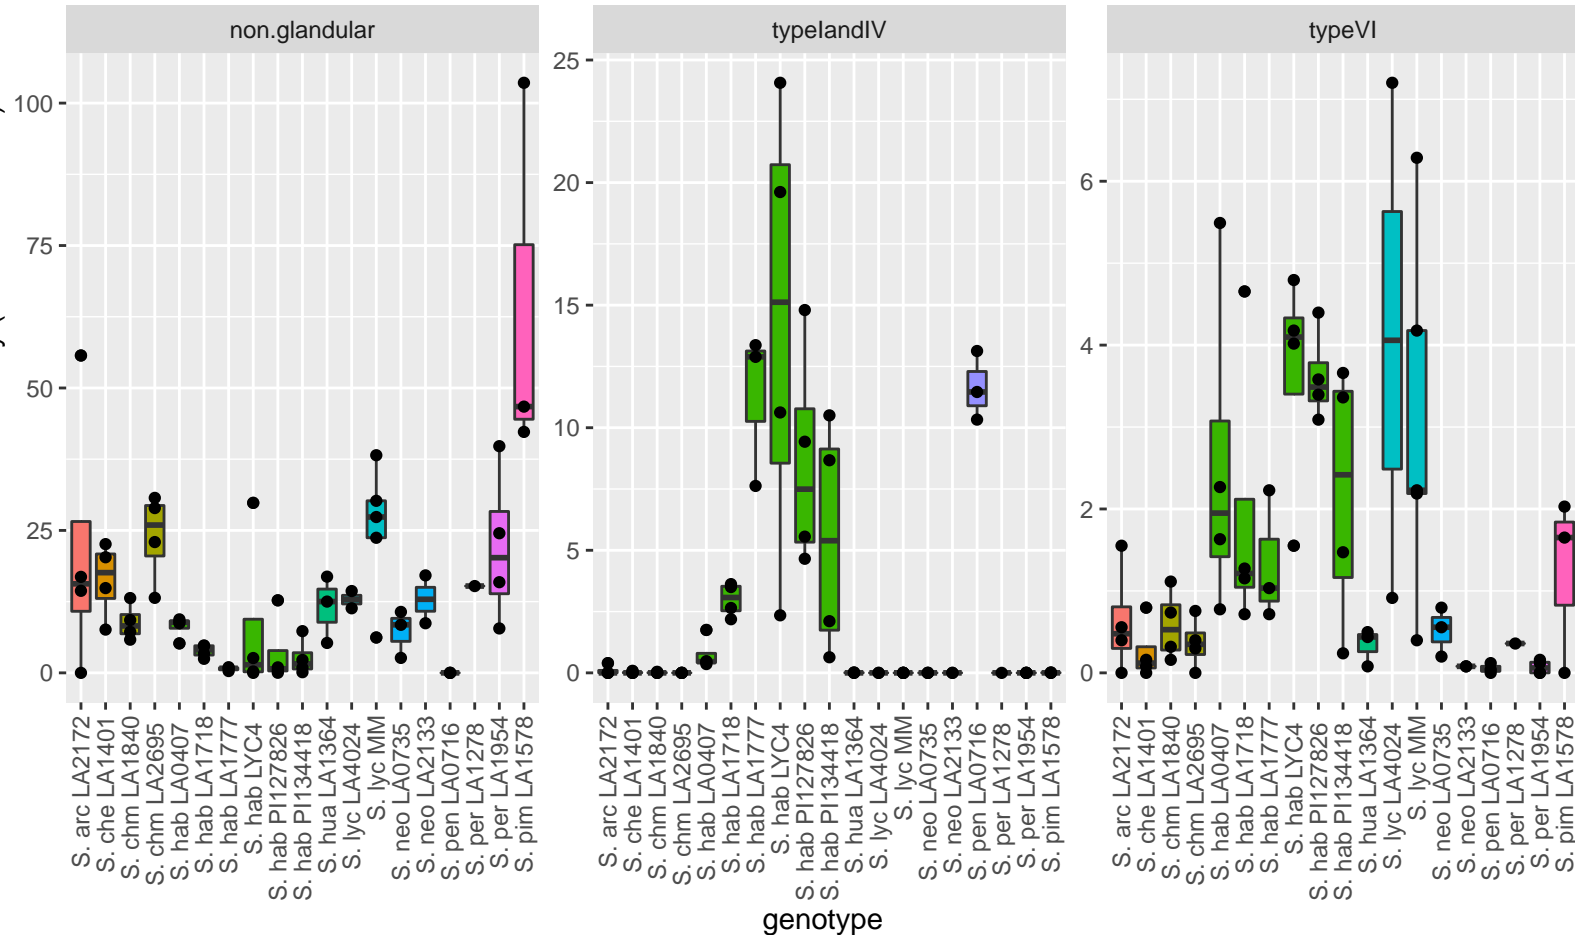 non.glandular
typeIandIV
typeVI
100
75
50
25
0
25
20
15
10
5
0
6
4
2
0
S. arc LA2172
S. che LA1401
S. chm LA1840
S. chm LA2695
S. hab LA0407
S. hab LA1718
S. hab LA1777
S. hab LYC4
S. hab PI127826
S. hab PI134418
S. hua LA1364
S. lyc LA4024
S. lyc MM
S. neo LA0735
S. neo LA2133
S. pen LA0716
S. per LA1278
S. per LA1954
S. pim LA1578
S. arc LA2172
S. che LA1401
S. chm LA1840
S. chm LA2695
S. hab LA0407
S. hab LA1718
S. hab LA1777
S. hab LYC4
S. hab PI127826
S. hab PI134418
S. hua LA1364
S. lyc LA4024
S. lyc MM
S. neo LA0735
S. neo LA2133
S. pen LA0716
S. per LA1278
S. per LA1954
S. pim LA1578
S. arc LA2172
S. che LA1401
S. chm LA1840
S. chm LA2695
S. hab LA0407
S. hab LA1718
S. hab LA1777
S. hab LYC4
S. hab PI127826
S. hab PI134418
S. hua LA1364
S. lyc LA4024
S. lyc MM
S. neo LA0735
S. neo LA2133
S. pen LA0716
S. per LA1278
S. per LA1954
S. pim LA1578
genotype